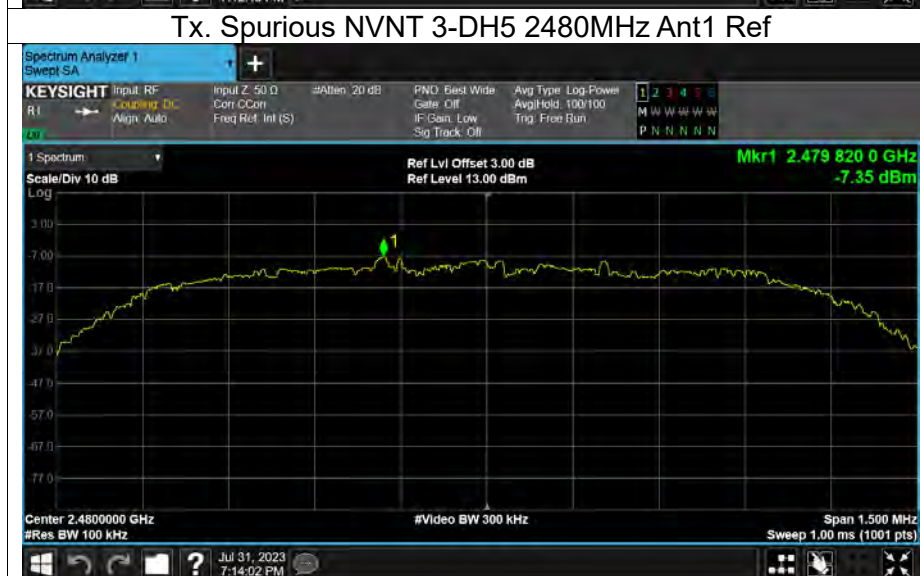 Tx. Spurious NVNT 3-DH5 2480MHz Ant1 Ref
Spectrum Analyzer 1
Swept SA
+
KEYSIGHT
Input: RF
Coupling: DC
Align: Auto
Input Z: 50 Ω
Corr CCorr
Freq Ref: Int (S)
#Atten: 20 dB
PNO: Best Wide
Gate: Off
IF Gain: Low
Sig Track: Off
Avg Type: Log-Power
Avg|Hold: 100/100
Trig: Free Run
1 2 3 4 5 6
M W W W W W
P N N N N N
1 Spectrum
Scale/Div 10 dB
Log
Ref Lvl Offset 3.00 dB
Ref Level 13.00 dBm
Mkr1 2.479 820 0 GHz
-7.35 dBm
3.00
-7.00
-17.0
-27.0
-37.0
-47.0
-57.0
-67.0
-77.0
1
Center 2.4800000 GHz
#Res BW 100 kHz
#Video BW 300 kHz
Span 1.500 MHz
Sweep 1.00 ms (1001 pts)
?
Jul 31, 2023
7:14:02 PM